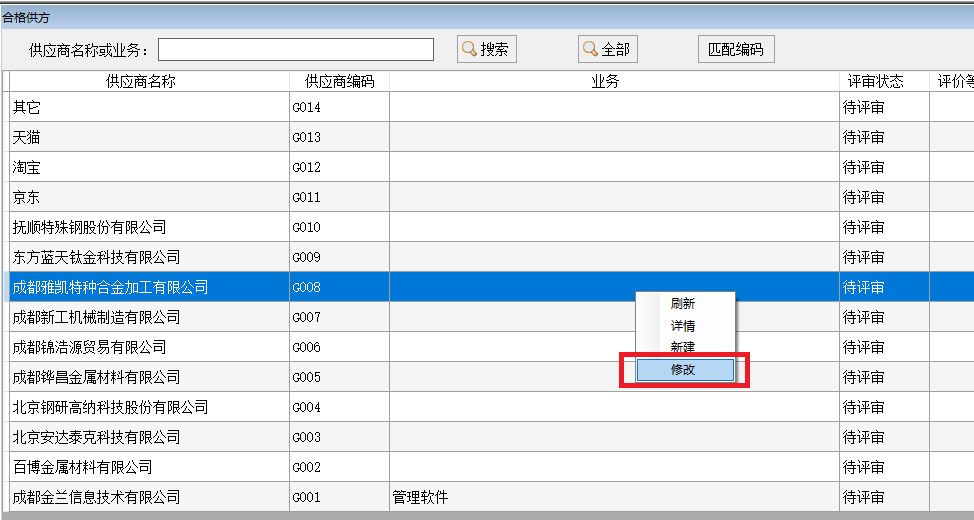 合格供方
供应商名称或业务： 搜索 全部 匹配编码
供应商名称 供应商编码 业务 评审状态 评价等
其它 G014 待评审
天猫 G013 待评审
淘宝 G012 待评审
京东 G011 待评审
抚顺特殊钢股份有限公司 G010 待评审
东方蓝天钛金科技有限公司 G009 待评审
成都雅凯特种合金加工有限公司 G008 待评审
刷新
成都新工机械制造有限公司 G007 待评审
详情
成都锦浩源贸易有限公司 G006 待评审
新建
成都铧昌金属材料有限公司 G005 待评审
修改
北京钢研高纳科技股份有限公司 G004 待评审
北京安达泰克科技有限公司 G003 待评审
百博金属材料有限公司 G002 待评审
成都金兰信息技术有限公司 G001 管理软件 待评审